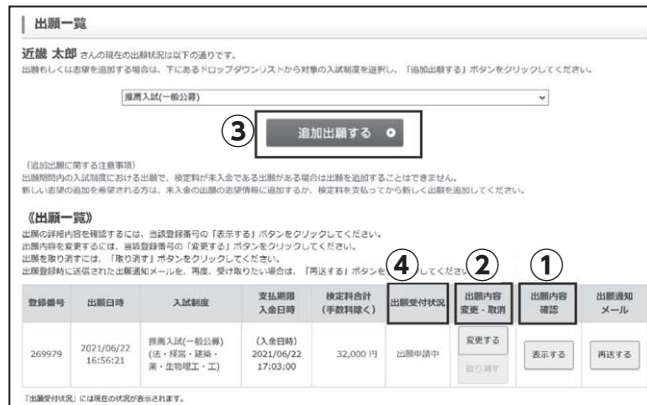 出願一覧
近畿 太郎 さんの現在の出願状況は以下の通りです。
出願もしくは志望を追加する場合は、下にあるドロップダウンリストから対象の入試制度を選択し、「追加出願する」ボタンをクリックしてください。
推薦入試(一般公募)
③ 追加出願する
(追加出願に関する注意事項)
出願期間内の入試制度における出願で、検定料が未入金である出願がある場合は出願を追加することはできません。
新しい志望の追加を希望される方は、未入金の出願の志望情報に追加するか、検定料を支払ってから新しく出願を追加してください。
《出願一覧》
出願の詳細内容を確認するには、当該登録番号の「表示する」ボタンをクリックしてください。
出願内容を変更するには、当該登録番号の「変更する」ボタンをクリックしてください。
出願を取り消すには、「取り消す」ボタンをクリックしてください。
出願登録時に送信された出願通知メールを、再度、受け取りたい場合は、「再送する」ボタンを してください。
④ ② ①
登録番号 出願日時 入試制度 支払期限 入金日時 検定料合計 (手数料除く) 出願受付状況 出願内容 変更・取消 出願内容 確認 出願通知 メール
269979 2021/06/22 16:56:21 推薦入試(一般公募) (法・経営・建築・薬・生物理工・工) (入金日時) 2021/06/22 17:03:00 32,000 円 出願申請中 変更する 取り消す 表示する 再送する
「出願受付状況」には現在の状況が表示されます。